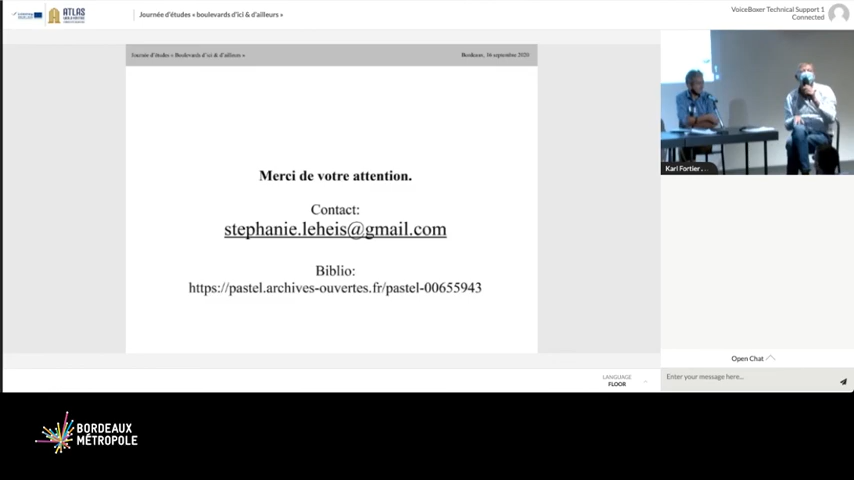 ATLAS
Journée d'études « boulevards d'ici & d'ailleurs »
VoiceBoxer Technical Support 1
Connected
Journée d'études « Boulevards d'ici & d'ailleurs »
Bordeaux, 16 septembre 2020
Merci de votre attention.
Contact:
stephanie.leheis@gmail.com
Biblio:
https://pastel.archives-ouvertes.fr/pastel-00655943
Karl Fortier ...
Open Chat
Enter your message here...
LANGUAGE
FLOOR
BORDEAUX
MÉTROPOLE